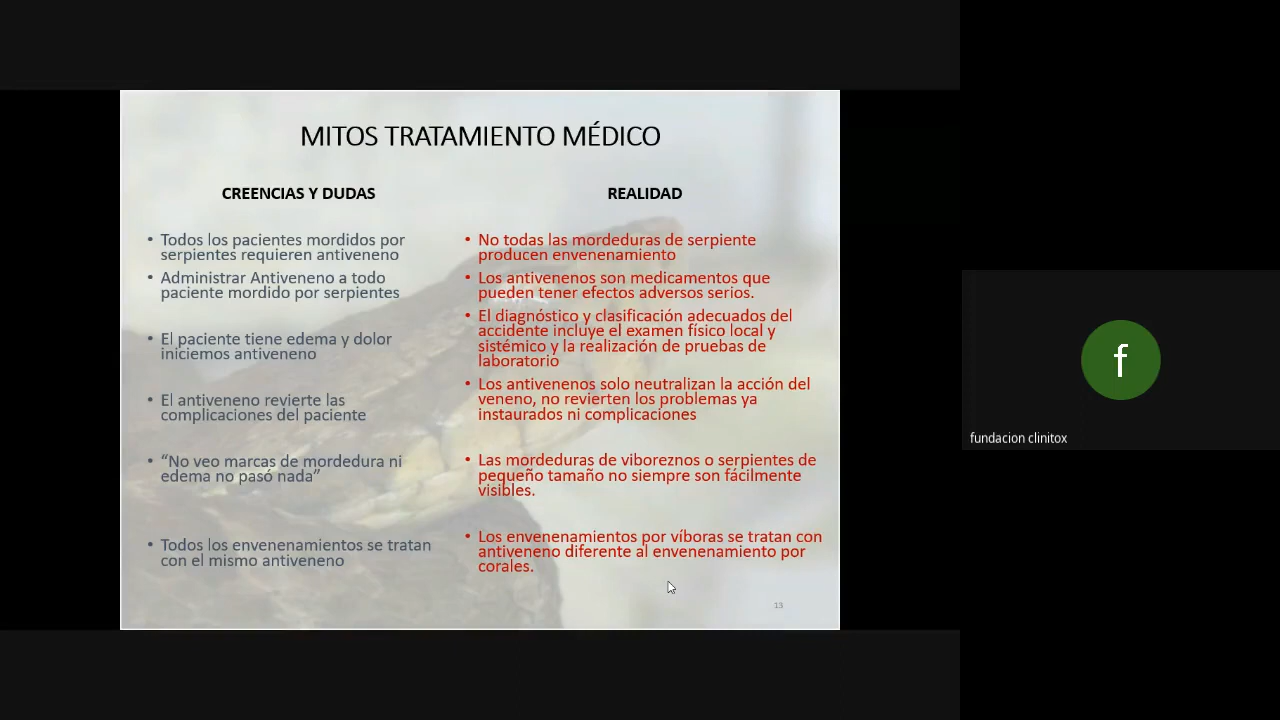 MITOS TRATAMIENTO MÉDICO
CREENCIAS Y DUDAS
• Todos los pacientes mordidos por
serpientes requieren antiveneno
• Administrar Antiveneno a todo
paciente mordido por serpientes
• El paciente tiene edema y dolor
iniciemos antiveneno
• El antiveneno revierte las
complicaciones del paciente
• “No veo marcas de mordedura ni
edema no pasó nada”
• Todos los envenenamientos se tratan
con el mismo antiveneno
REALIDAD
• No todas las mordeduras de serpiente
producen envenenamiento
• Los antivenenos son medicamentos que
pueden tener efectos adversos serios.
• El diagnóstico y clasificación adecuados del
accidente incluye el examen físico local y
sistémico y la realización de pruebas de
laboratorio
• Los antivenenos solo neutralizan la acción del
veneno, no revierten los problemas ya
instaurados ni complicaciones
• Las mordeduras de viboreznos o serpientes de
pequeño tamaño no siempre son fácilmente
visibles.
• Los envenenamientos por víboras se tratan con
antiveneno diferente al envenenamiento por
corales.
13
f
fundacion clinitox